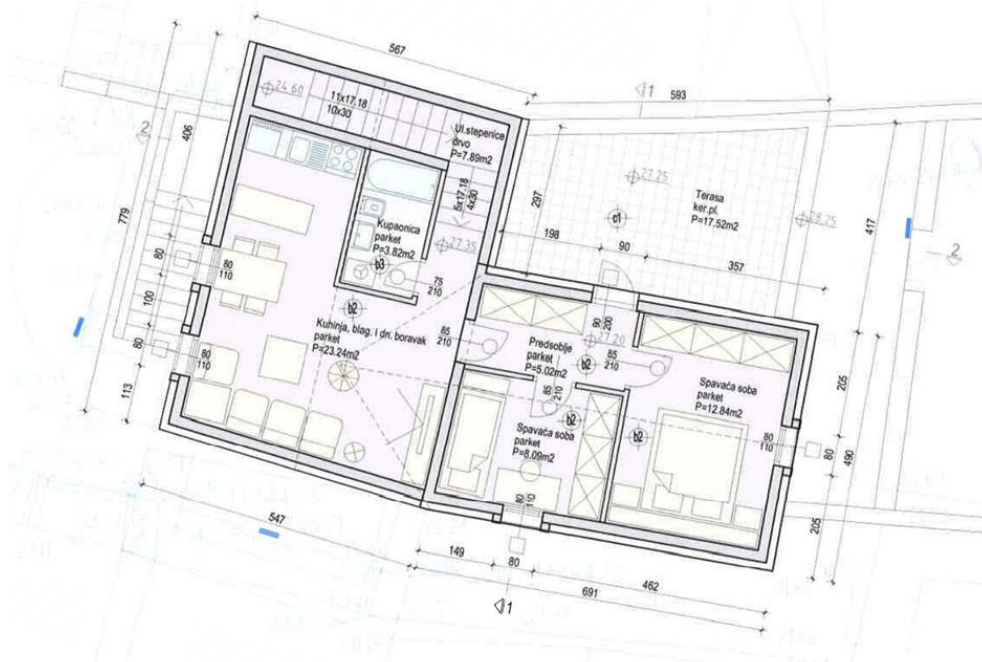 567
593
1
24.60
11x17.18
10x30
Ul.stepenice
drvo
P=7.89m2
2
406
779
297
5x17.18
4x30
27.25
Terasa
ker.pl.
P=17.52m2
28.25
417
c1
2
Kupaonica
parket
P=3.82m2
b3
27.35
198
90
357
80
80
110
100
75
210
b2
Kuhinja, blag. i dn. boravak
parket
P=23.24m2
85
210
90
200
27.20
Predsoblje
parket
P=5.02m2
b2
85
210
80
80
110
113
85
210
Spavaća soba
parket
P=12.84m2
205
Spavaća soba
parket
P=8.09m2
b2
b2
80
110
80
490
80
110
205
547
149
80
462
691
1